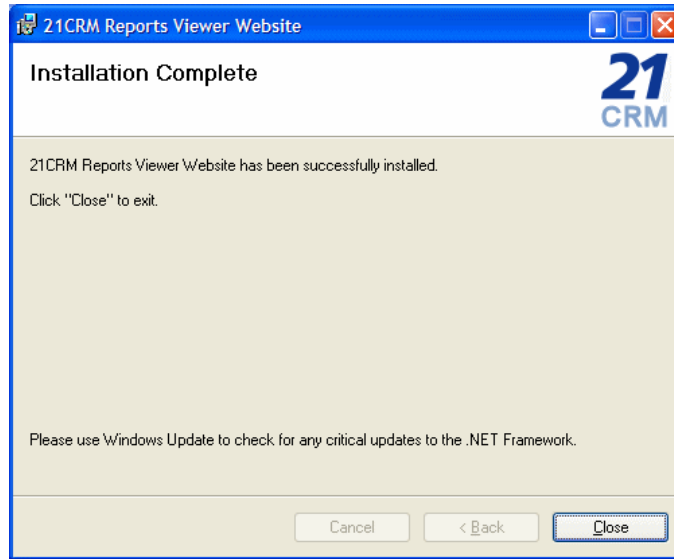 21CRM Reports Viewer Website
Installation Complete
21
CRM
21CRM Reports Viewer Website has been successfully installed.
Click "Close" to exit.
Please use Windows Update to check for any critical updates to the .NET Framework.
Cancel
< Back
Close